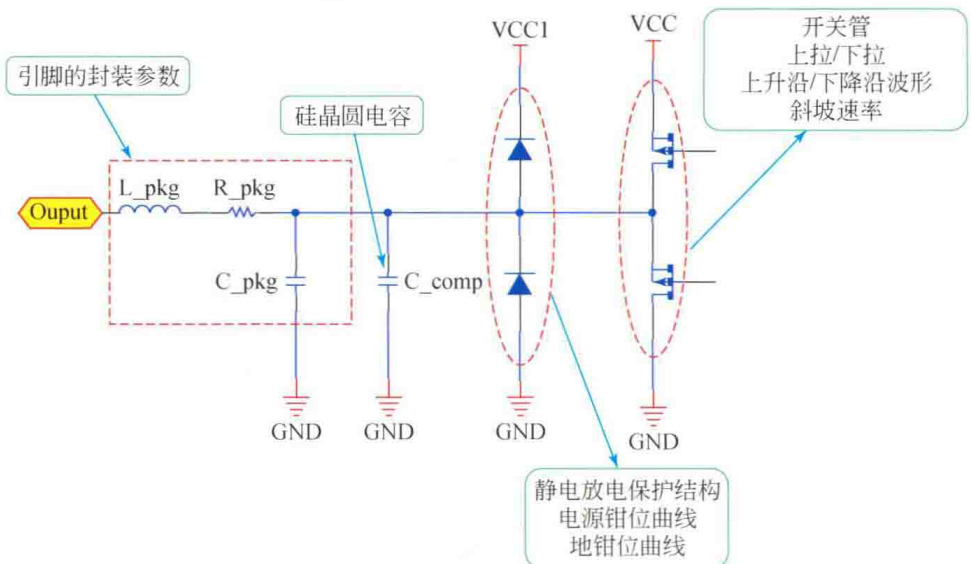 引脚的封装参数
硅晶圆电容
VCC1
VCC
开关管
上拉/下拉
上升沿/下降沿波形
斜坡速率
L_pkg
R_pkg
Ouput
C_pkg
C_comp
GND
GND
GND
GND
静电放电保护结构
电源钳位曲线
地钳位曲线